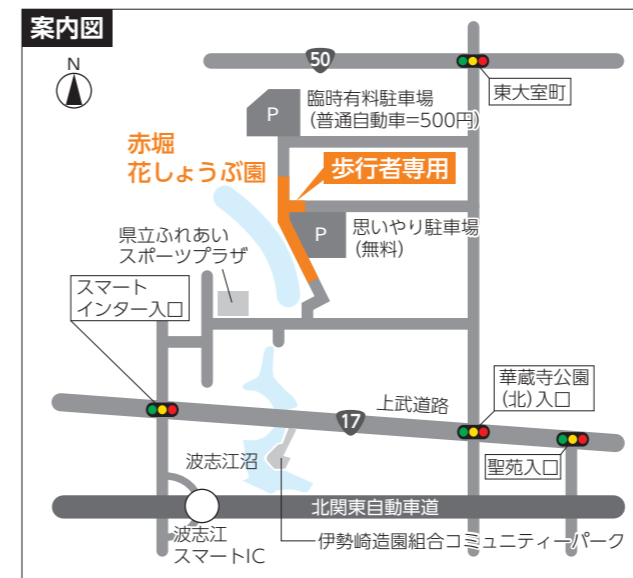 案内図
N
50
東大室町
P
臨時有料駐車場
(普通自動車=500円)
赤堀
花しょうぶ園
歩行者専用
P
思いやり駐車場
(無料)
県立ふれあい
スポーツプラザ
スマート
インター入口
華蔵寺公園
(北)入口
上武道路
17
波志江沼
聖苑入口
北関東自動車道
波志江
スマートIC
伊勢崎造園組合コミュニティーパーク